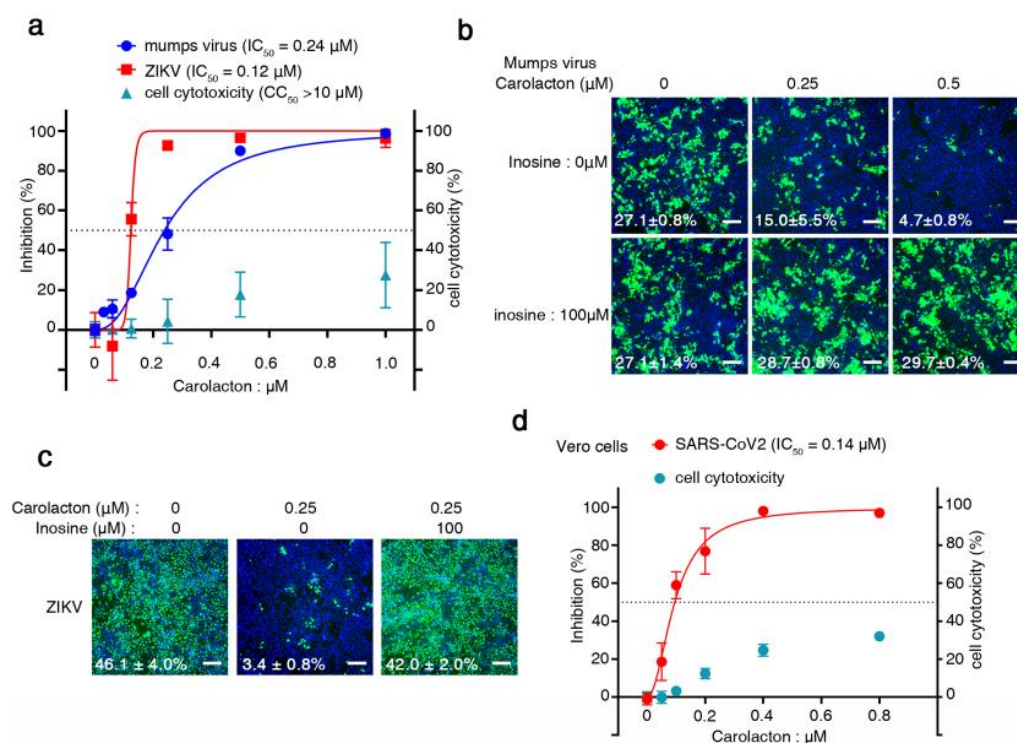 a
mumps virus (IC50 = 0.24 µM)
ZIKV (IC50 = 0.12 µM)
cell cytotoxicity (CC50 >10 µM)
100
80
60
40
20
0
Inhibition (%)
100
80
60
40
20
0
cell cytotoxicity (%)
0 0.2 0.4 0.6 0.8 1.0
Carolacton : µM
b
Mumps virus
Carolacton (µM) 0 0.25 0.5
Inosine : 0µM
27.1±0.8% 15.0±5.5% 4.7±0.8%
inosine : 100µM
27.1±1.4% 28.7±0.8% 29.7±0.4%
c
Carolacton (µM) : 0 0.25 0.25
Inosine (µM) : 0 0 100
ZIKV
46.1 ± 4.0% 3.4 ± 0.8% 42.0 ± 2.0%
d
Vero cells
SARS-CoV2 (IC50 = 0.14 µM)
cell cytotoxicity
100
80
60
40
20
0
Inhibition (%)
100
80
60
40
20
0
cell cytotoxicity (%)
0 0.2 0.4 0.6 0.8
Carolacton : µM